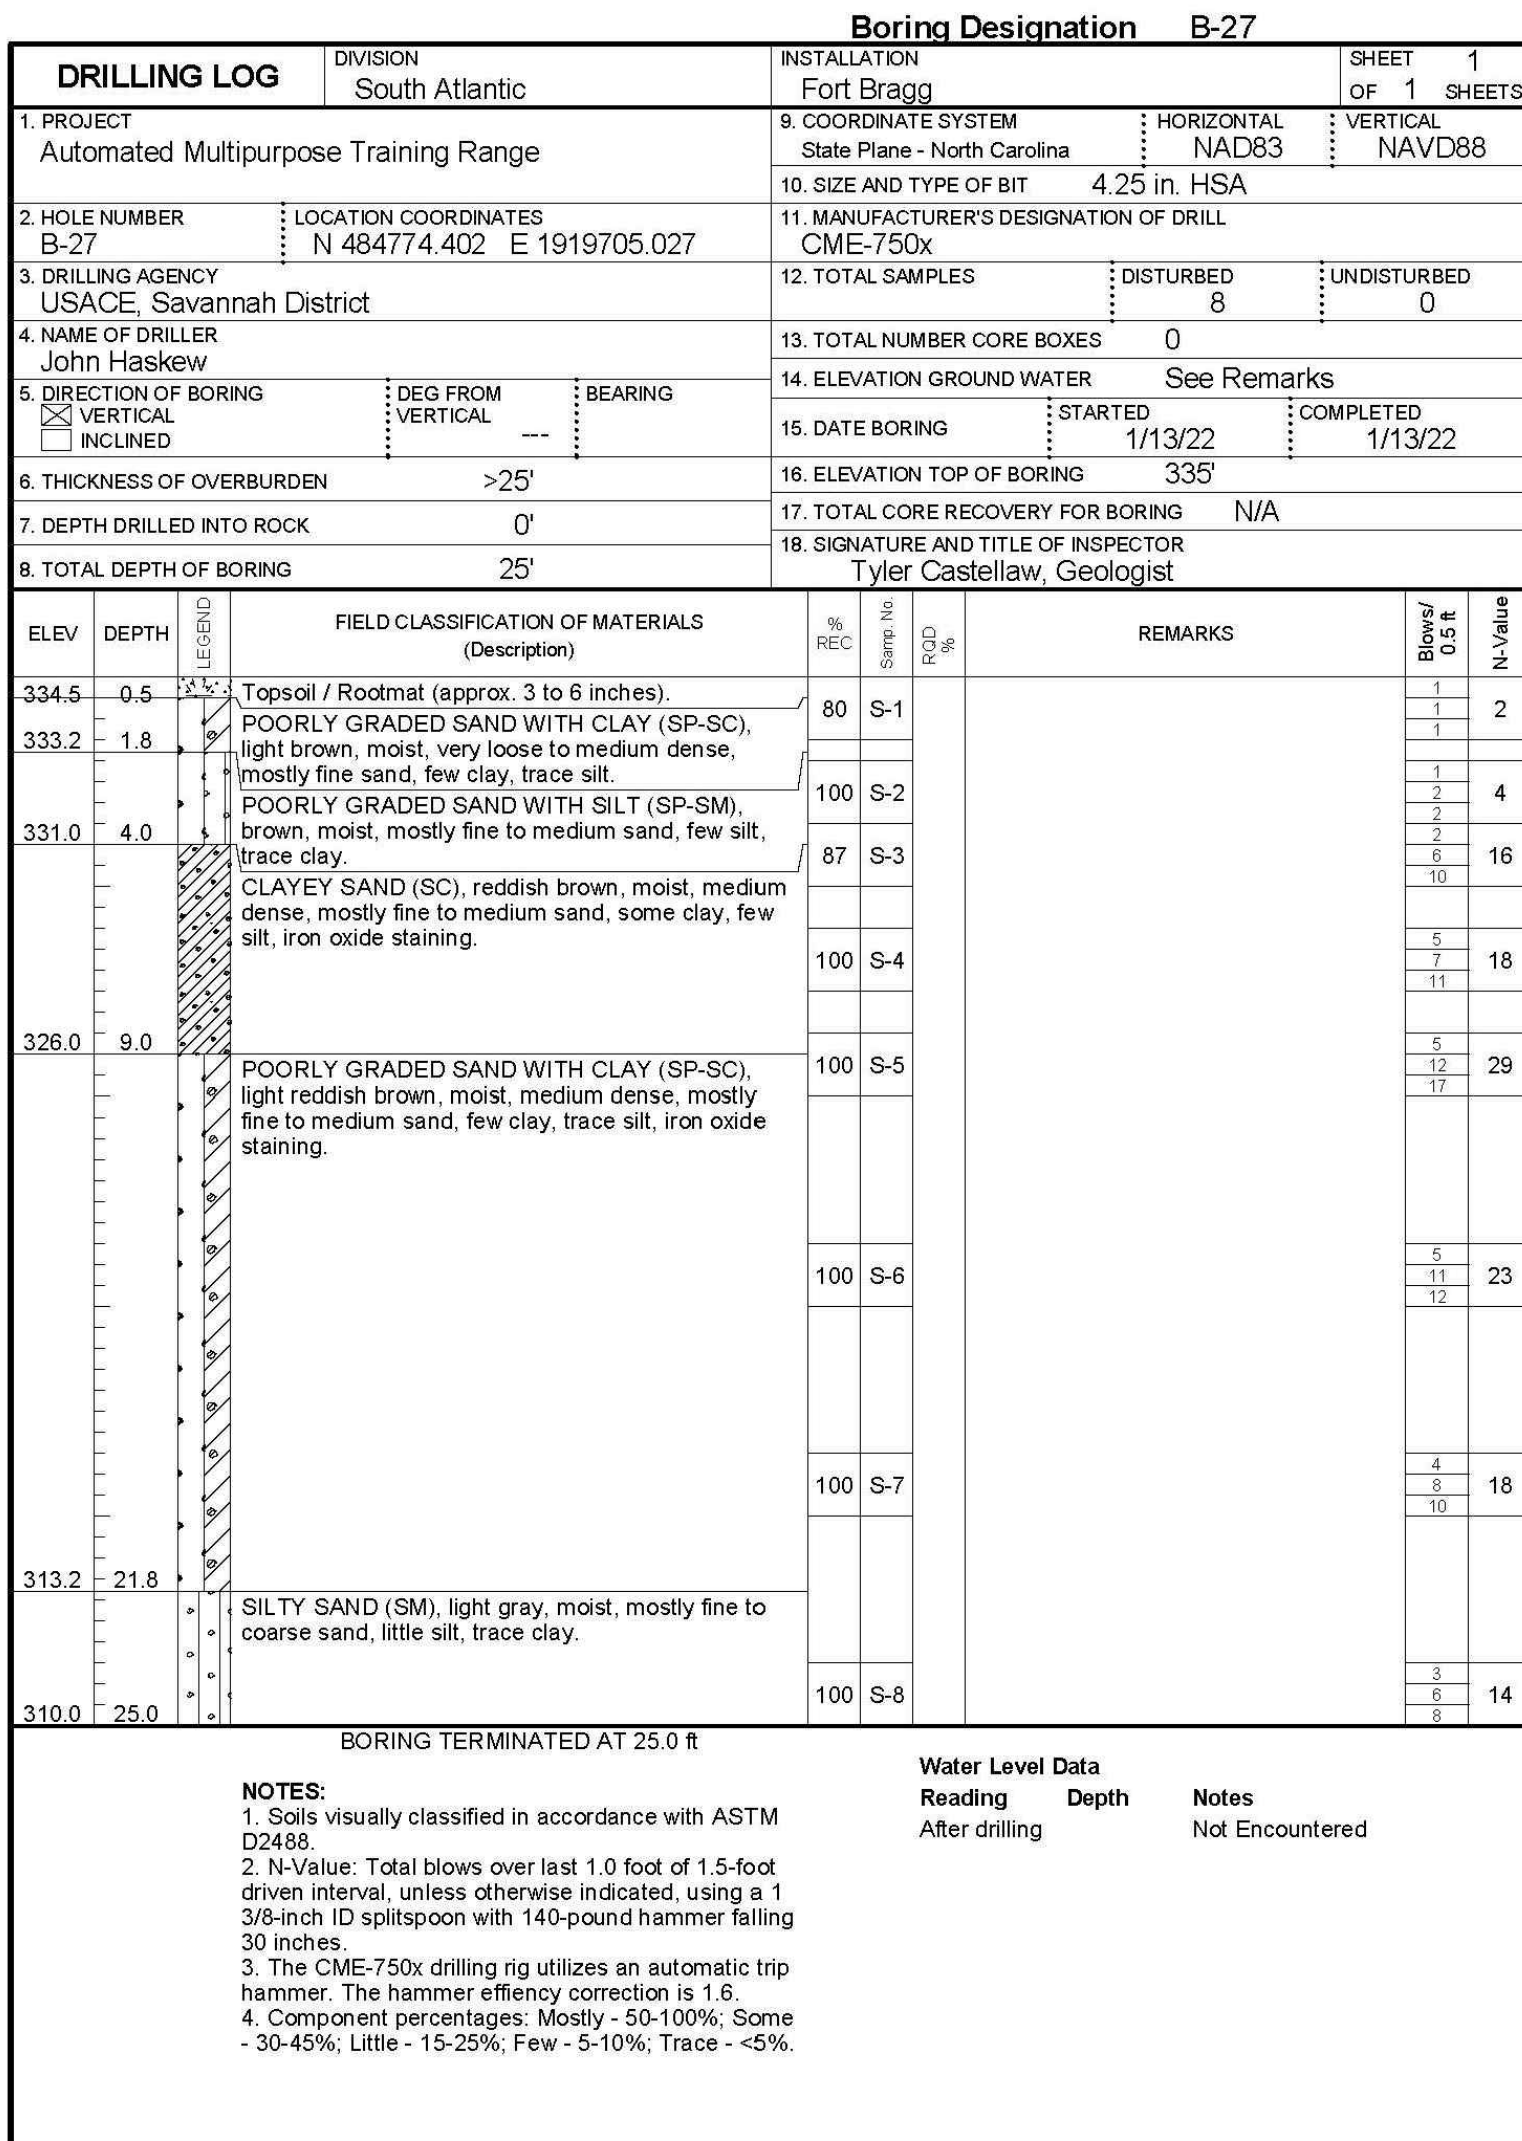 Boring Designation B-27
DRILLING LOG
DIVISION
South Atlantic
INSTALLATION
Fort Bragg
SHEET 1
OF 1 SHEETS
1. PROJECT
Automated Multipurpose Training Range
9. COORDINATE SYSTEM
State Plane - North Carolina
HORIZONTAL
NAD83
VERTICAL
NAVD88
10. SIZE AND TYPE OF BIT 4.25 in. HSA
2. HOLE NUMBER
B-27
LOCATION COORDINATES
N 484774.402 E 1919705.027
11. MANUFACTURER'S DESIGNATION OF DRILL
CME-750x
3. DRILLING AGENCY
USACE, Savannah District
12. TOTAL SAMPLES
DISTURBED
8
UNDISTURBED
0
4. NAME OF DRILLER
John Haskew
13. TOTAL NUMBER CORE BOXES 0
14. ELEVATION GROUND WATER See Remarks
5. DIRECTION OF BORING
VERTICAL
INCLINED
DEG FROM
VERTICAL
---
BEARING
15. DATE BORING
STARTED
1/13/22
COMPLETED
1/13/22
6. THICKNESS OF OVERBURDEN >25'
16. ELEVATION TOP OF BORING 335'
7. DEPTH DRILLED INTO ROCK 0'
17. TOTAL CORE RECOVERY FOR BORING N/A
8. TOTAL DEPTH OF BORING 25'
18. SIGNATURE AND TITLE OF INSPECTOR
Tyler Castellaw, Geologist
ELEV
DEPTH
LEGEND
FIELD CLASSIFICATION OF MATERIALS
(Description)
%
REC
Samp. No.
RQD
%
REMARKS
Blows/
0.5 ft
N-Value
334.5 0.5
Topsoil / Rootmat (approx. 3 to 6 inches).
80 S-1
1
1
1
2
333.2 1.8
POORLY GRADED SAND WITH CLAY (SP-SC),
light brown, moist, very loose to medium dense,
mostly fine sand, few clay, trace silt.
100 S-2
1
2
2
4
331.0 4.0
POORLY GRADED SAND WITH SILT (SP-SM),
brown, moist, mostly fine to medium sand, few silt,
trace clay.
87 S-3
2
6
10
16
CLAYEY SAND (SC), reddish brown, moist, medium
dense, mostly fine to medium sand, some clay, few
silt, iron oxide staining.
100 S-4
5
7
11
18
326.0 9.0
100 S-5
5
12
17
29
POORLY GRADED SAND WITH CLAY (SP-SC),
light reddish brown, moist, medium dense, mostly
fine to medium sand, few clay, trace silt, iron oxide
staining.
100 S-6
5
11
12
23
100 S-7
4
8
10
18
313.2 21.8
SILTY SAND (SM), light gray, moist, mostly fine to
coarse sand, little silt, trace clay.
100 S-8
3
6
8
14
310.0 25.0
BORING TERMINATED AT 25.0 ft
NOTES:
1. Soils visually classified in accordance with ASTM
D2488.
2. N-Value: Total blows over last 1.0 foot of 1.5-foot
driven interval, unless otherwise indicated, using a 1
3/8-inch ID splitspoon with 140-pound hammer falling
30 inches.
3. The CME-750x drilling rig utilizes an automatic trip
hammer. The hammer effiency correction is 1.6.
4. Component percentages: Mostly - 50-100%; Some
- 30-45%; Little - 15-25%; Few - 5-10%; Trace - <5%.
Water Level Data
Reading Depth Notes
After drilling Not Encountered